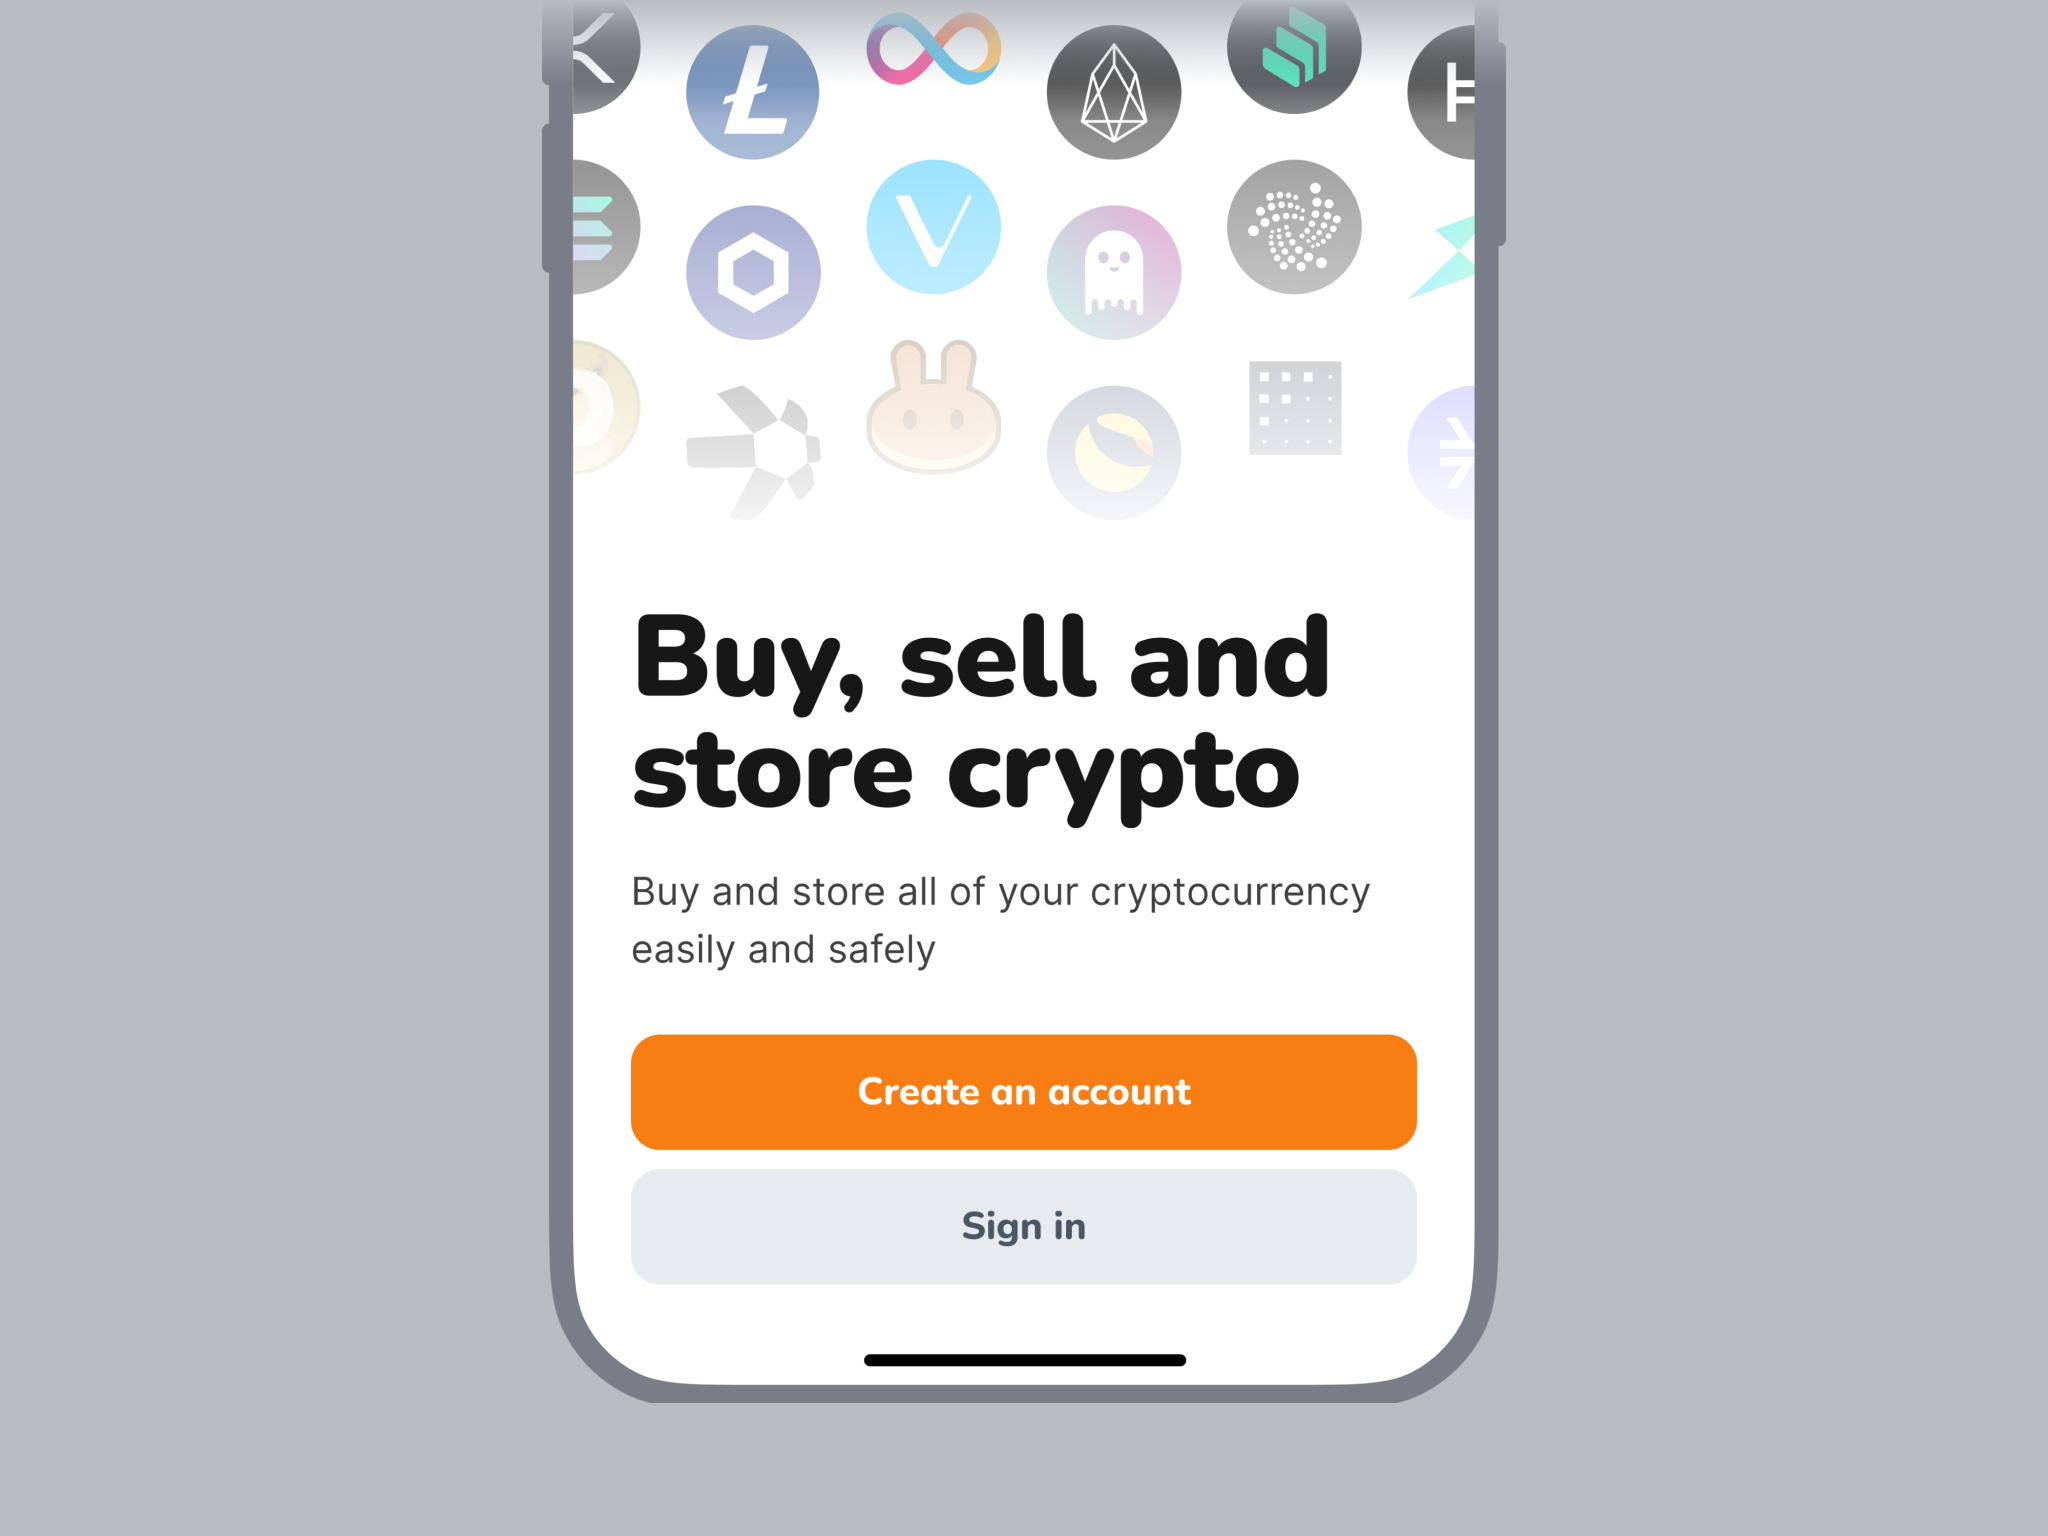 Buy, sell and
store crypto
Buy and store all of your cryptocurrency
easily and safely
Create an account
Sign in